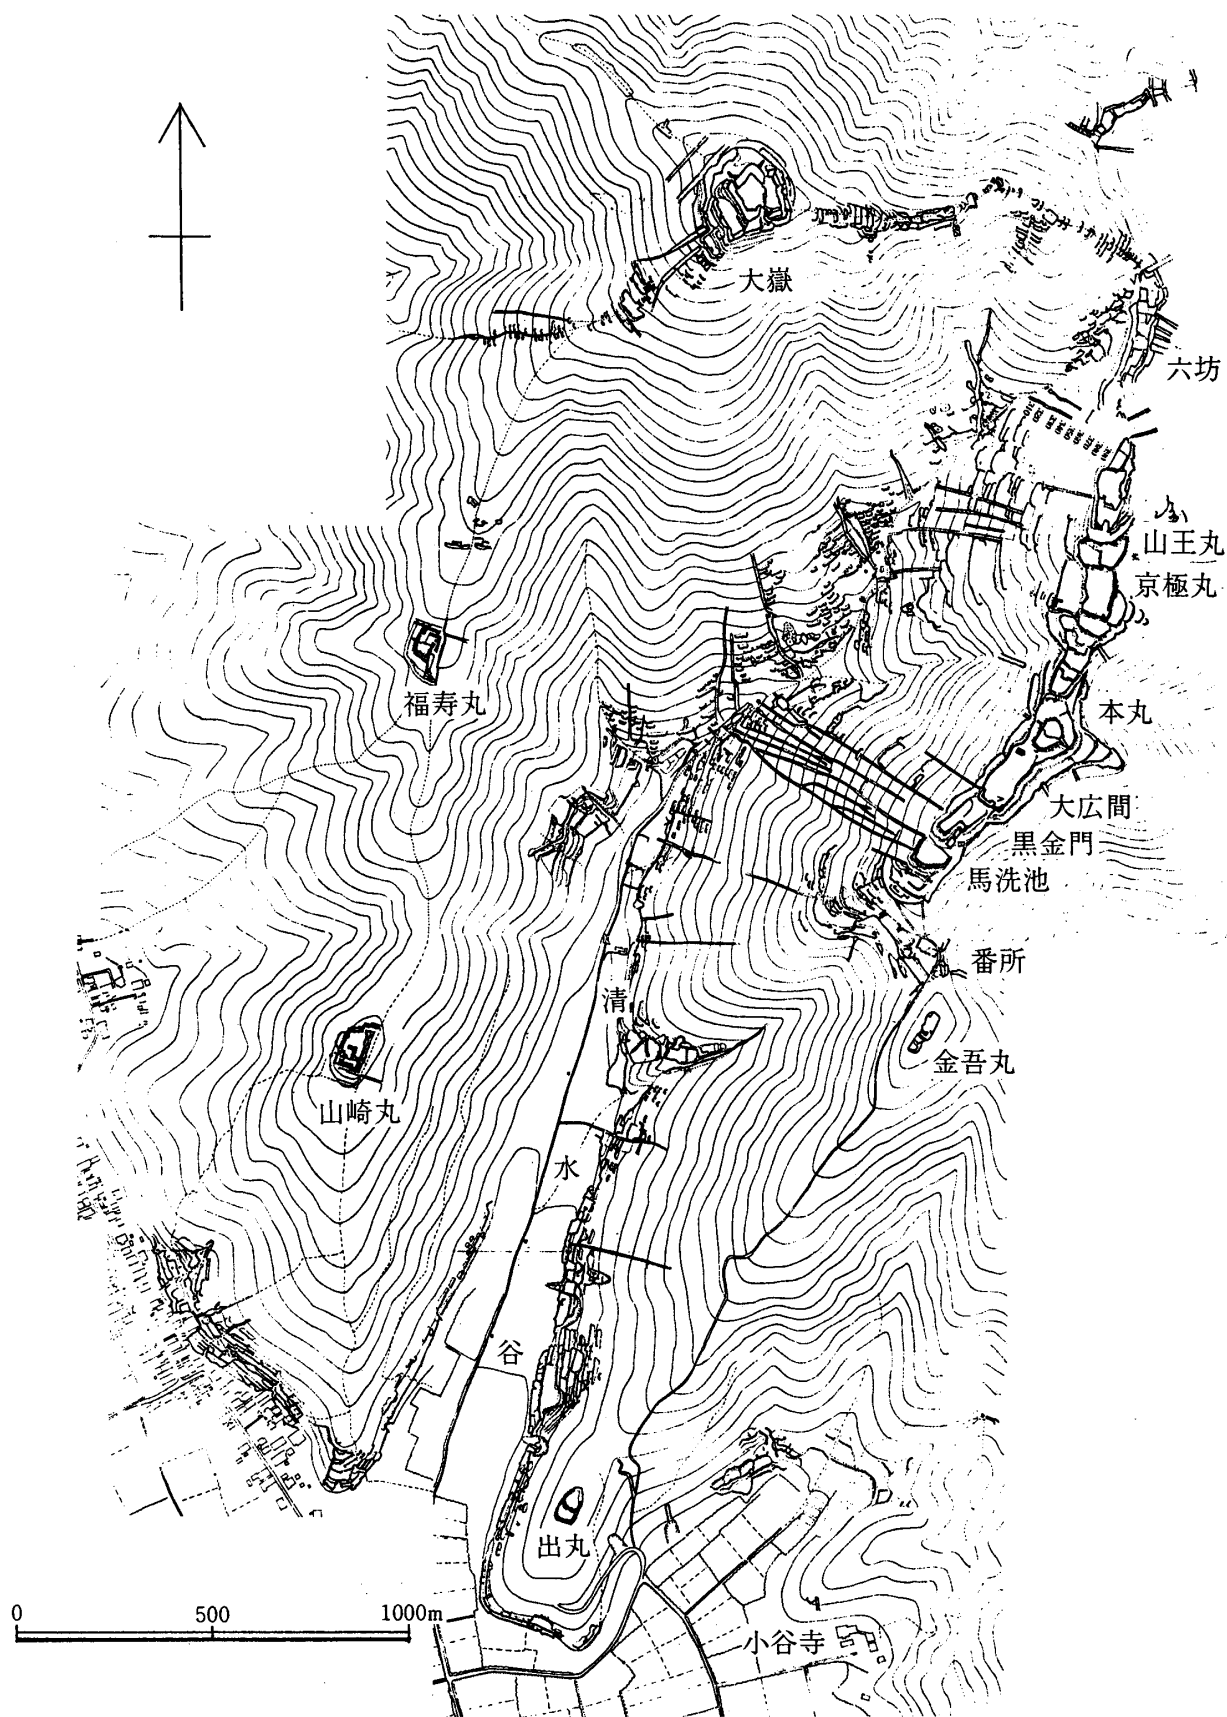 大嶽
六坊
山王丸
京極丸
福寿丸
本丸
大広間
黒金門
馬洗池
番所
清
金吾丸
山崎丸
水
谷
出丸
0 500 1000m
小谷寺